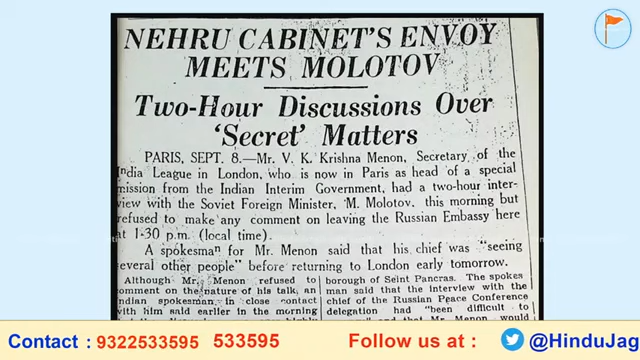 NEHRU CABINET'S ENVOY
MEETS MOLOTOV
Two-Hour Discussions Over
'Secret' Matters
PARIS, SEPT. 8.—Mr. V. K. Krishna Menon, Secretary of the
India League in London, who is now in Paris as head of a special
mission from the Indian Interim Government, had a two-hour inter-
view with the Soviet Foreign Minister, M. Molotov, this morning but
refused to make any comment on leaving the Russian Embassy here
at 1-30 p.m. (local time).
A spokesman for Mr. Menon said that his chief was "seeing
several other people" before returning to London early tomorrow.
Although Mr. Menon refused to
comment on the nature of his talk, an
Indian spokesman in close contact
with him said earlier in the morning
borough of Seint Pancras. The spokes
man said that the interview with the
chief of the Russian Peace Conference
delegation had "been difficult to
and that Mr. Menon would
Contact : 9322533595 533595 Follow us at : @HinduJag